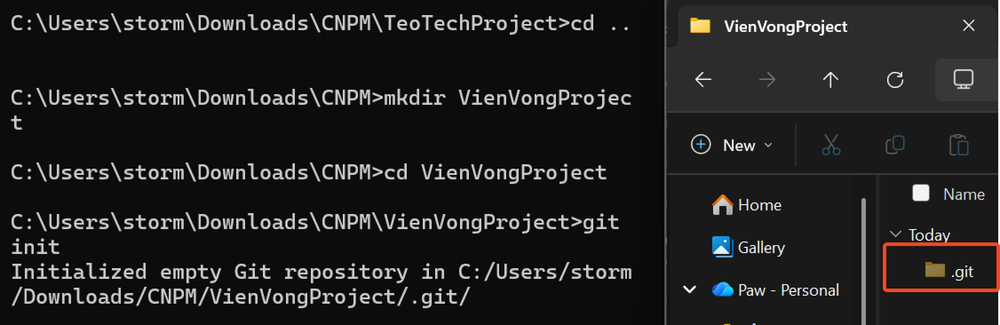 C:\Users\storm\Downloads\CNPM\TeoTechProject>cd ..
C:\Users\storm\Downloads\CNPM>mkdir VienVongProjec
t
C:\Users\storm\Downloads\CNPM>cd VienVongProject
C:\Users\storm\Downloads\CNPM\VienVongProject>git
init
Initialized empty Git repository in C:/Users/storm
/Downloads/CNPM/VienVongProject/.git/
VienVongProject
New
Home
Gallery
Paw - Personal
Name
Today
.git